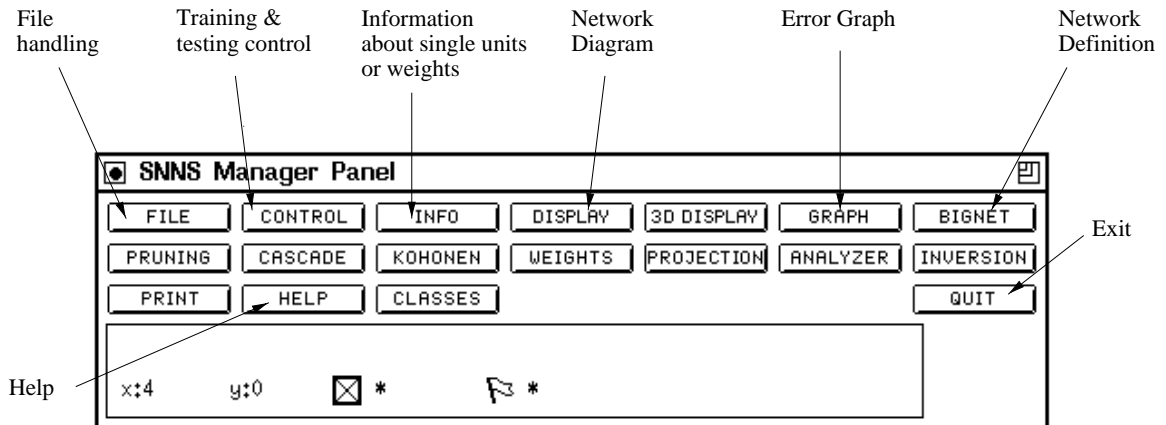 File
handling
Training &
testing control
Information
about single units
or weights
Network
Diagram
Error Graph
Network
Definition
SNNS Manager Panel
FILE CONTROL INFO DISPLAY 3D DISPLAY GRAPH BIGNET
Exit
PRUNING CASCADE KOHONEN WEIGHTS PROJECTION ANALYZER INVERSION
PRINT HELP CLASSES QUIT
Help
x:4 y:0 * *